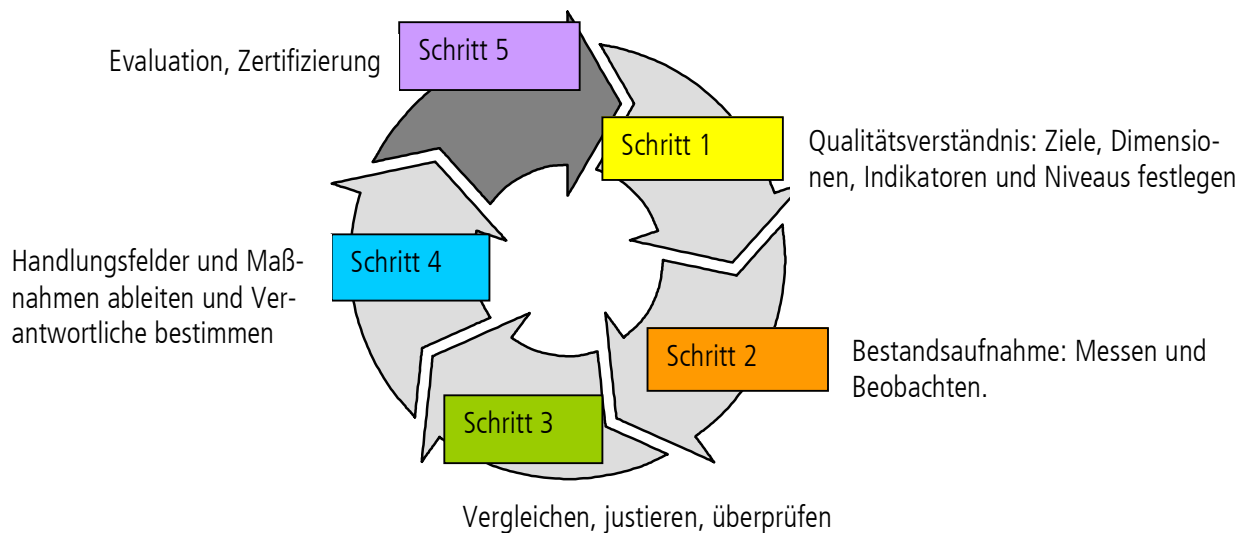 Evaluation, Zertifizierung
Schritt 5
Schritt 1
Qualitätsverständnis: Ziele, Dimensio-
nen, Indikatoren und Niveaus festlegen
Schritt 4
Handlungsfelder und Maß-
nahmen ableiten und Ver-
antwortliche bestimmen
Schritt 2
Bestandsaufnahme: Messen und
Beobachten.
Schritt 3
Vergleichen, justieren, überprüfen